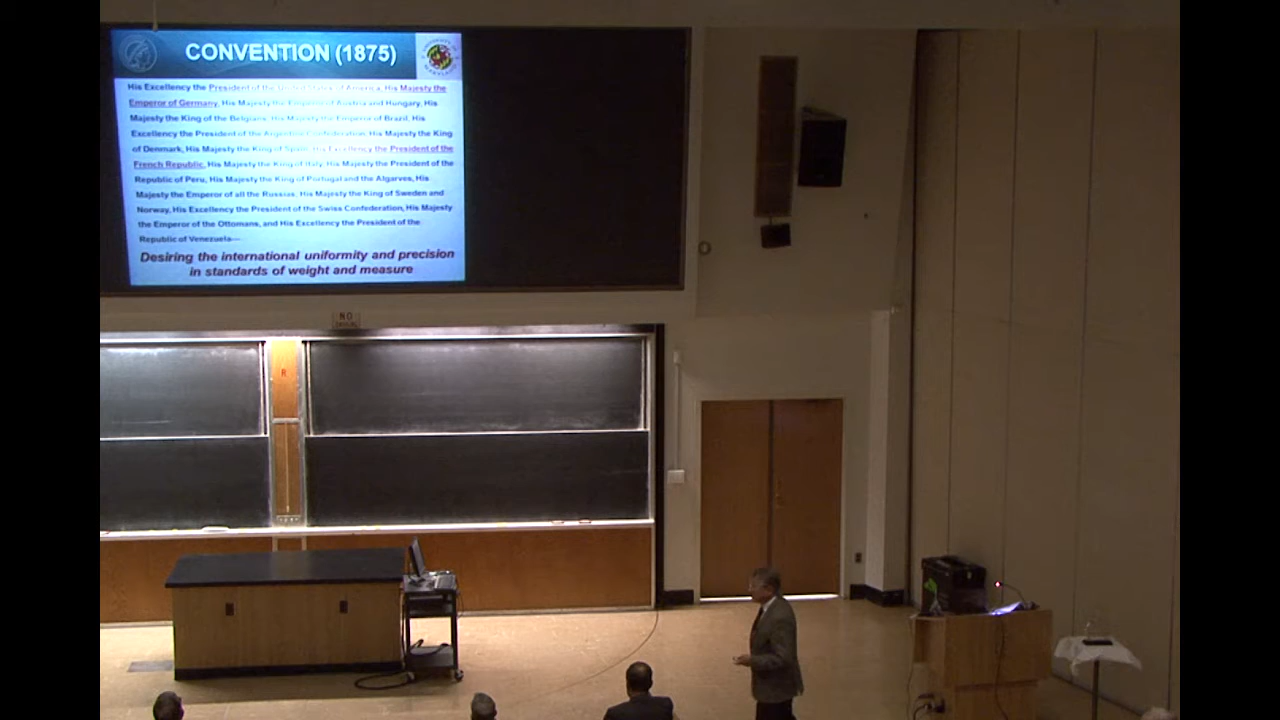 CONVENTION (1875)
UNIVERSITY OF
MARYLAND
His Excellency the President of the United States of America, His Majesty the
Emperor of Germany, His Majesty the Emperor of Austria and Hungary, His
Majesty the King of the Belgians, His Majesty the Emperor of Brazil, His
Excellency the President of the Argentine Confederation, His Majesty the King
of Denmark, His Majesty the King of Spain, His Excellency the President of the
French Republic, His Majesty the King of Italy, His Majesty the President of the
Republic of Peru, His Majesty the King of Portugal and the Algarves, His
Majesty the Emperor of all the Russias, His Majesty the King of Sweden and
Norway, His Excellency the President of the Swiss Confederation, His Majesty
the Emperor of the Ottomans, and His Excellency the President of the
Republic of Venezuela—
Desiring the international uniformity and precision
in standards of weight and measure
NO
SMOKING
R